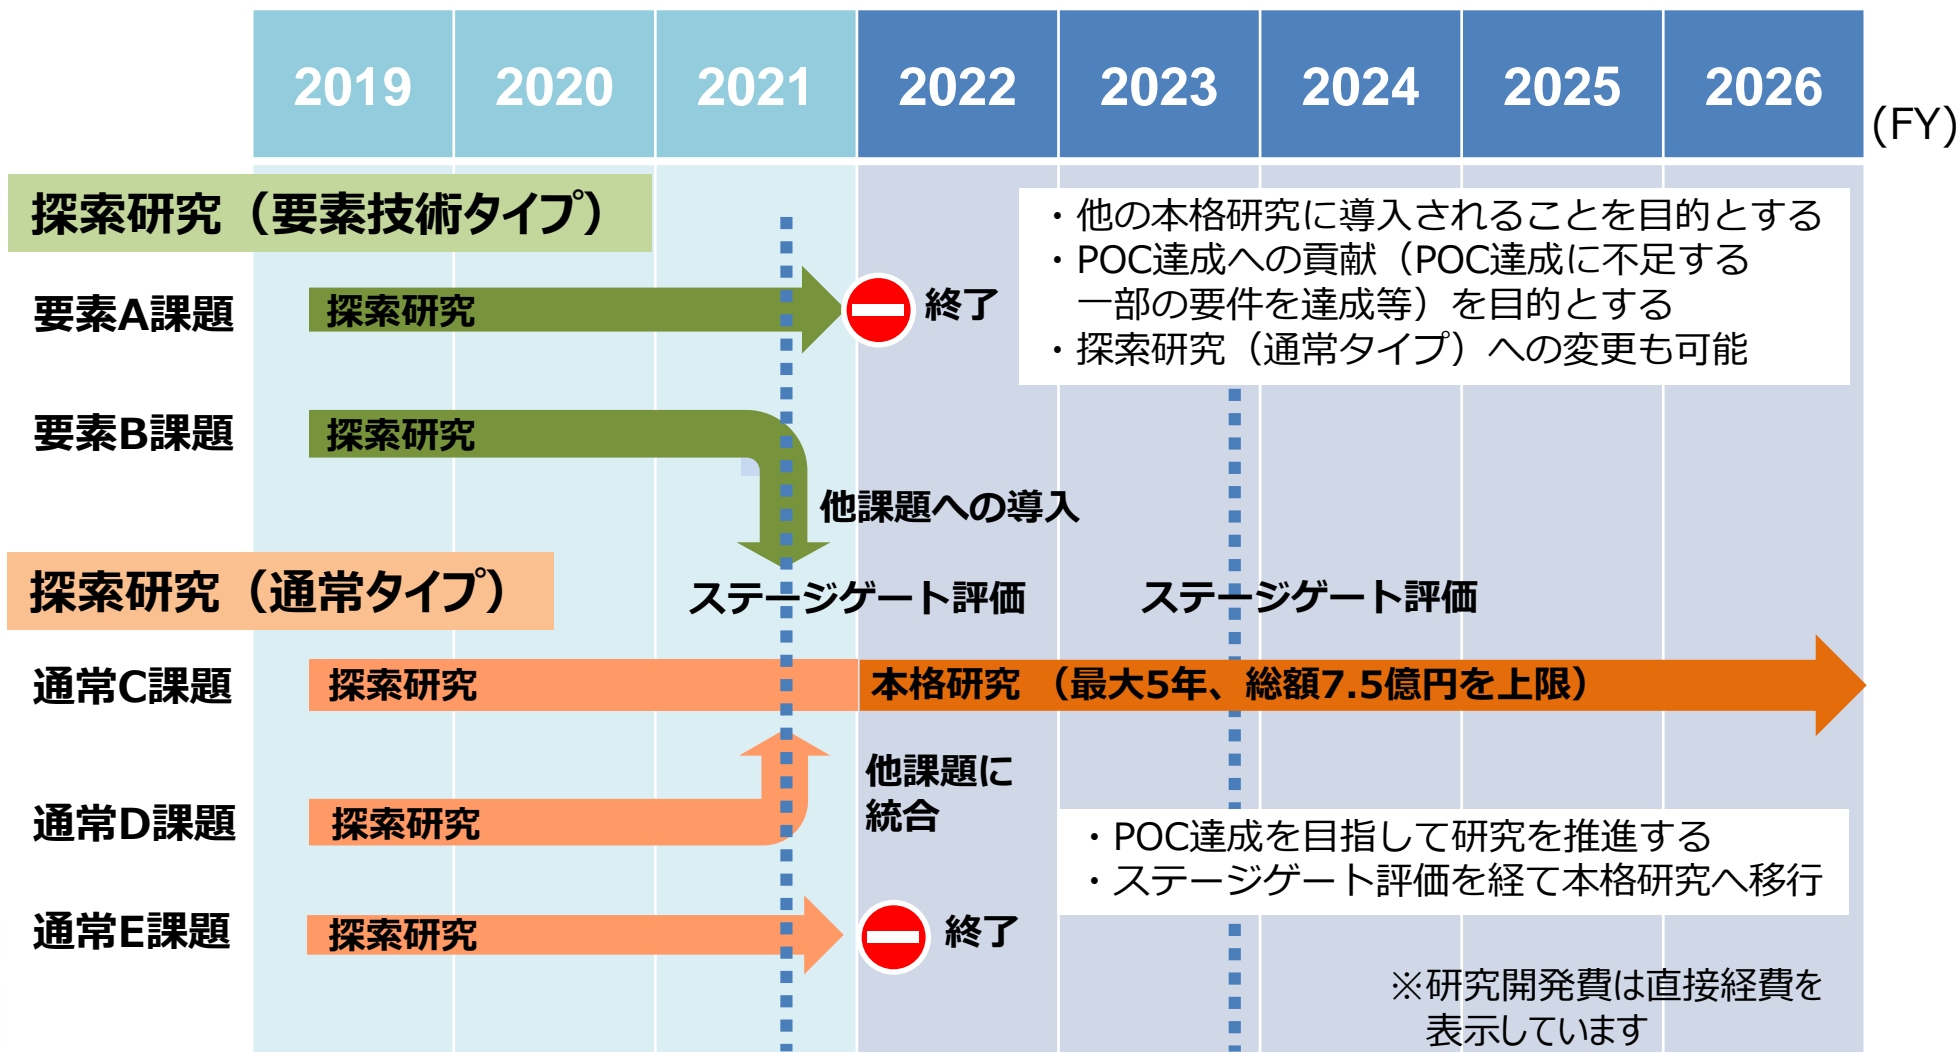 2019 2020 2021 2022 2023 2024 2025 2026
(FY)
探索研究（要素技術タイプ）
・他の本格研究に導入されることを目的とする
・POC達成への貢献（POC達成に不足する
一部の要件を達成等）を目的とする
・探索研究（通常タイプ）への変更も可能
要素A課題
探索研究
終了
要素B課題
探索研究
他課題への導入
探索研究（通常タイプ）
ステージゲート評価
ステージゲート評価
通常C課題
探索研究
本格研究 （最大5年、総額7.5億円を上限）
他課題に
統合
通常D課題
探索研究
・POC達成を目指して研究を推進する
・ステージゲート評価を経て本格研究へ移行
通常E課題
探索研究
終了
※研究開発費は直接経費を
表示しています